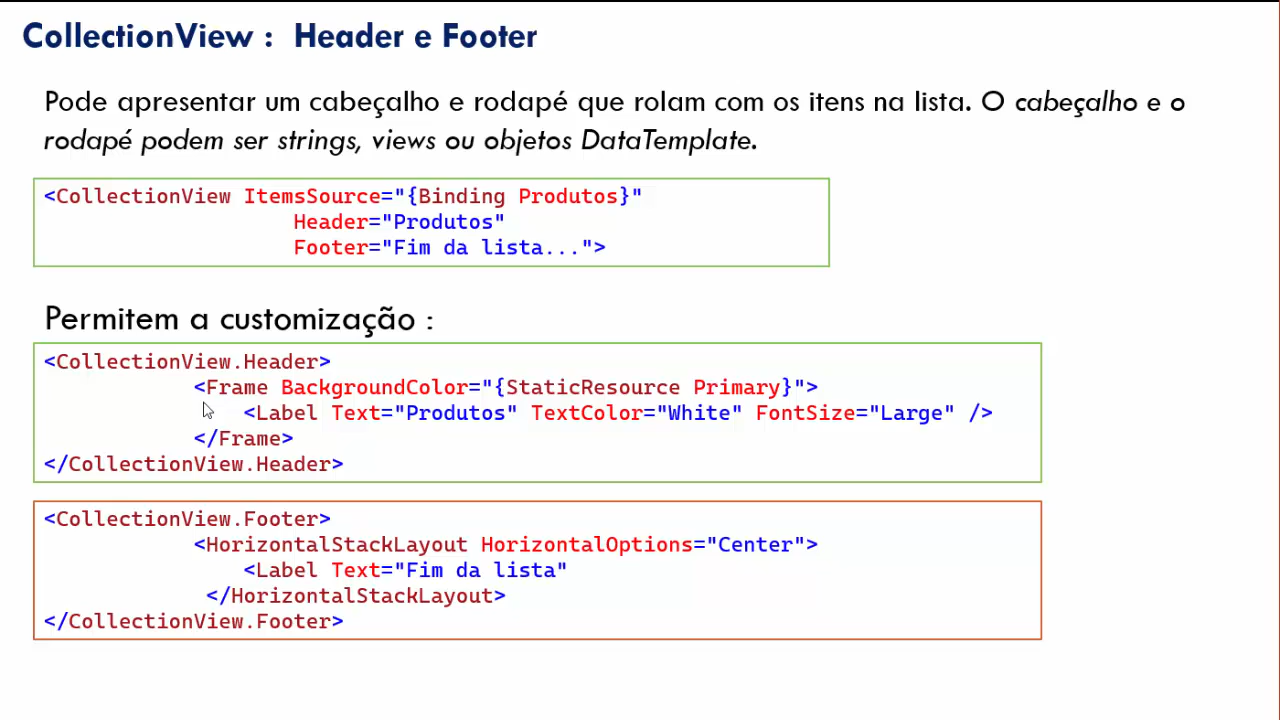 CollectionView :  Header e Footer
Pode apresentar um cabeçalho e rodapé que rolam com os itens na lista. O cabeçalho e o
rodapé podem ser strings, views ou objetos DataTemplate.
<CollectionView ItemsSource="{Binding Produtos}"
                    Header="Produtos"
                    Footer="Fim da lista...">
Permitem a customização :
<CollectionView.Header>
            <Frame BackgroundColor="{StaticResource Primary}">
                <Label Text="Produtos" TextColor="White" FontSize="Large" />
            </Frame>
</CollectionView.Header>
<CollectionView.Footer>
            <HorizontalStackLayout HorizontalOptions="Center">
                <Label Text="Fim da lista"
             </HorizontalStackLayout>
</CollectionView.Footer>